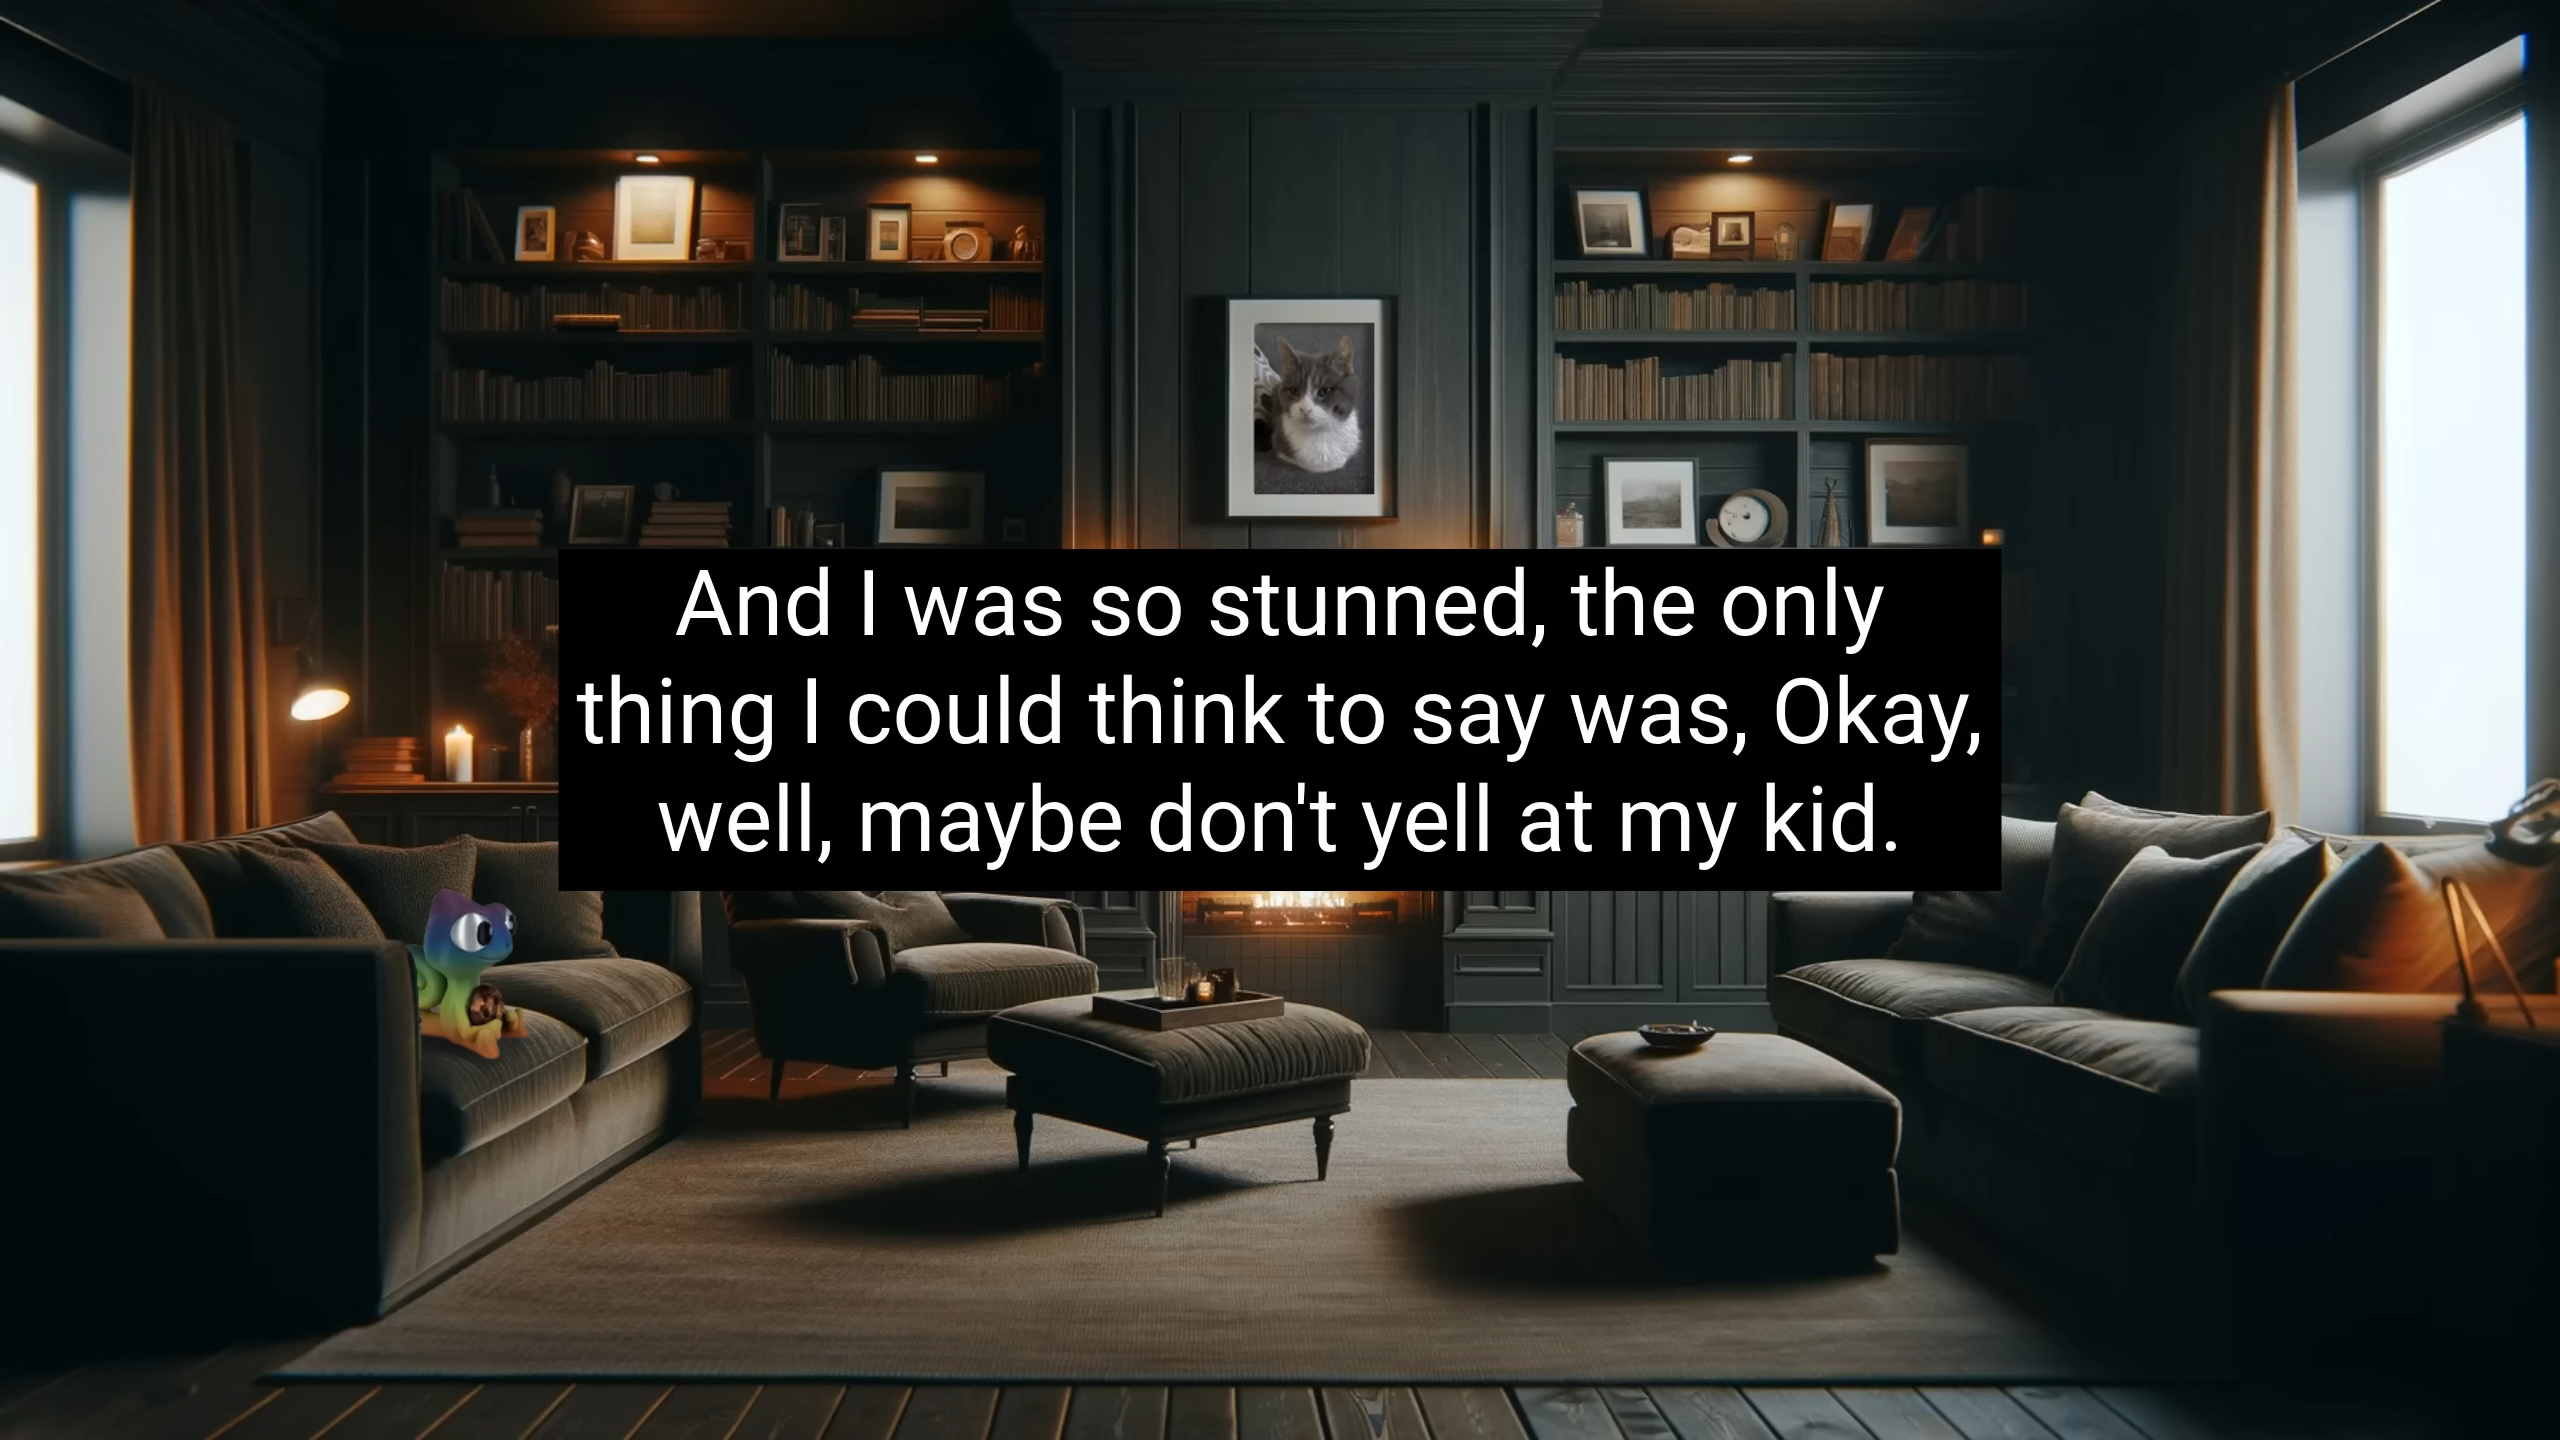 And I was so stunned, the only
thing I could think to say was, Okay,
well, maybe don't yell at my kid.